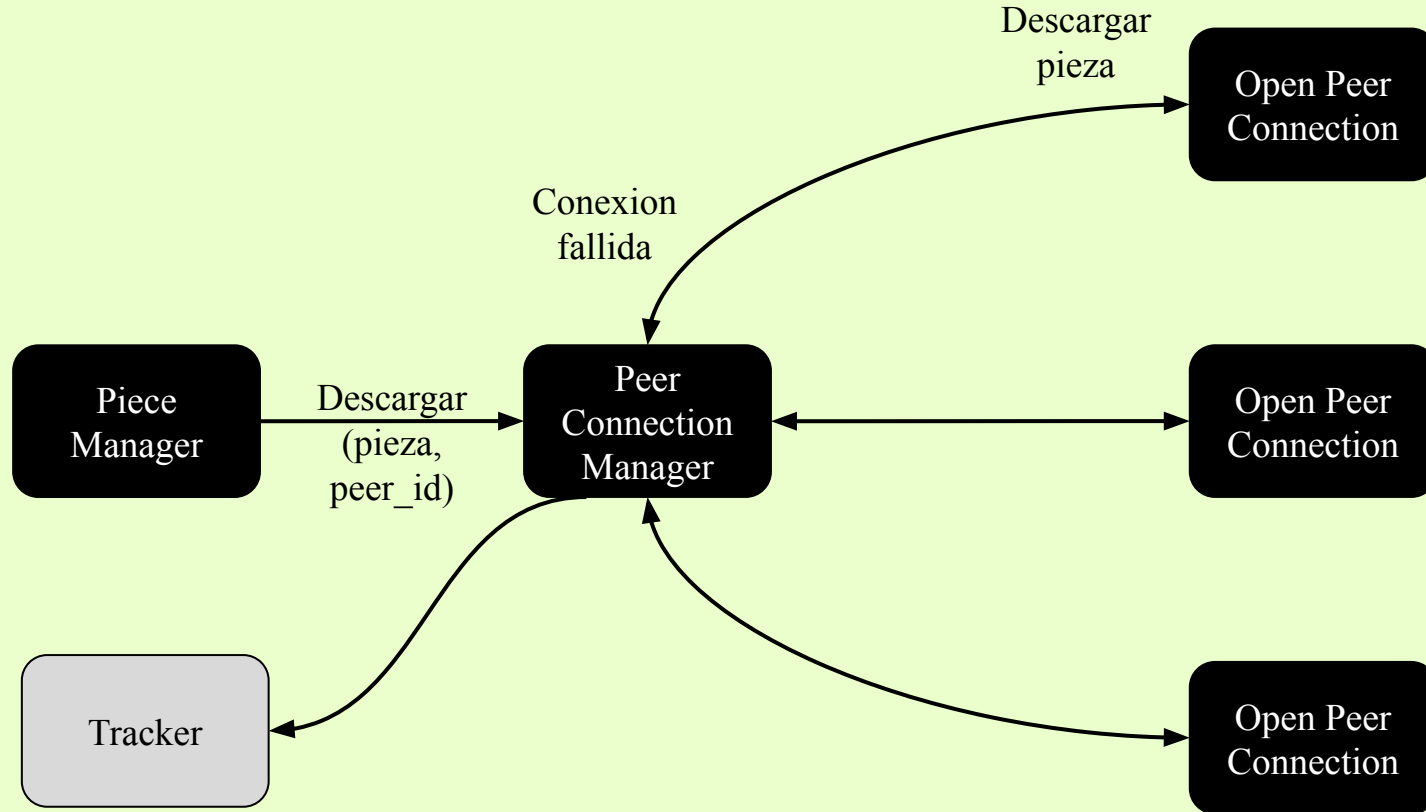 Descargar
pieza
Open Peer
Connection
Conexion
fallida
Piece
Manager
Descargar
(pieza,
peer_id)
Peer
Connection
Manager
Open Peer
Connection
Tracker
Open Peer
Connection